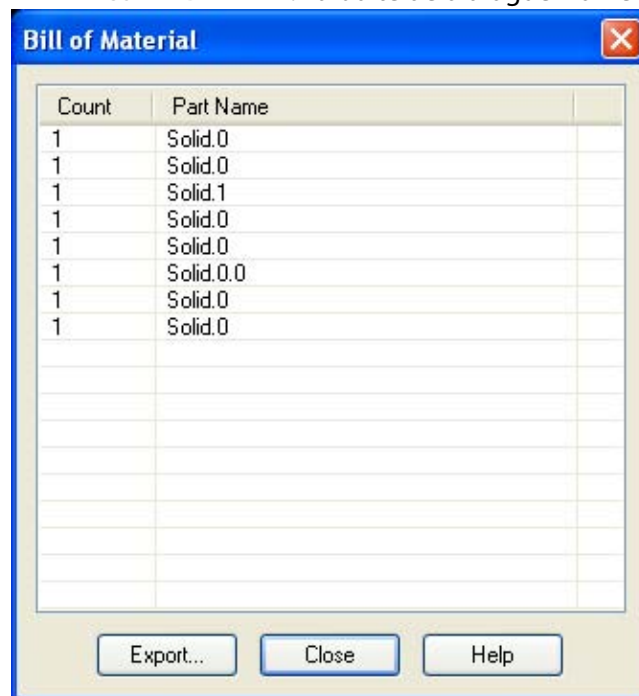 Bill of Material
Count Part Name
1 Solid.0
1 Solid.0
1 Solid.1
1 Solid.0
1 Solid.0
1 Solid.0.0
1 Solid.0
1 Solid.0
Export... Close Help